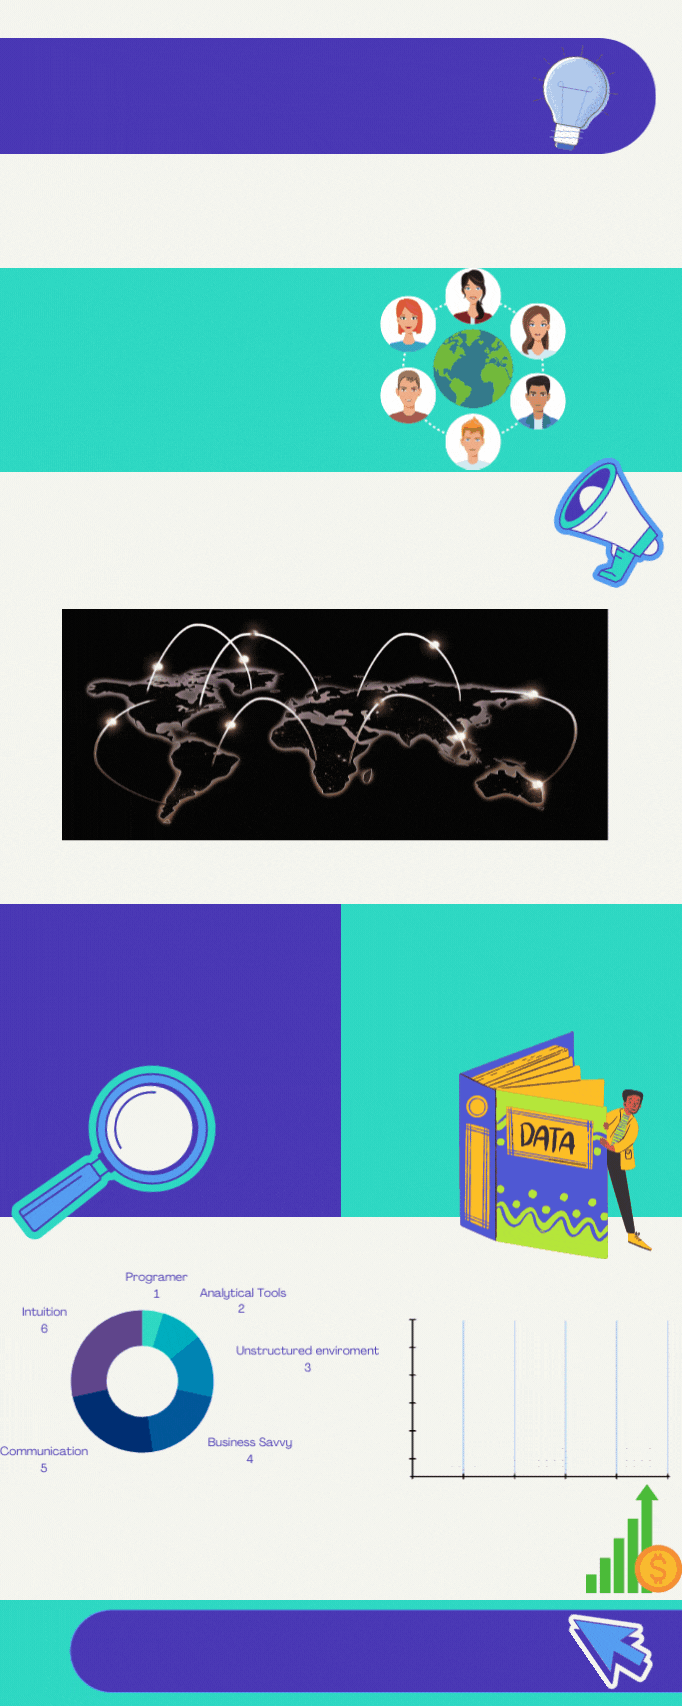 DATA
Programer
1
Analytical Tools
2
Intuition
6
Unstructured enviroment
3
Business Savvy
4
Communication
5